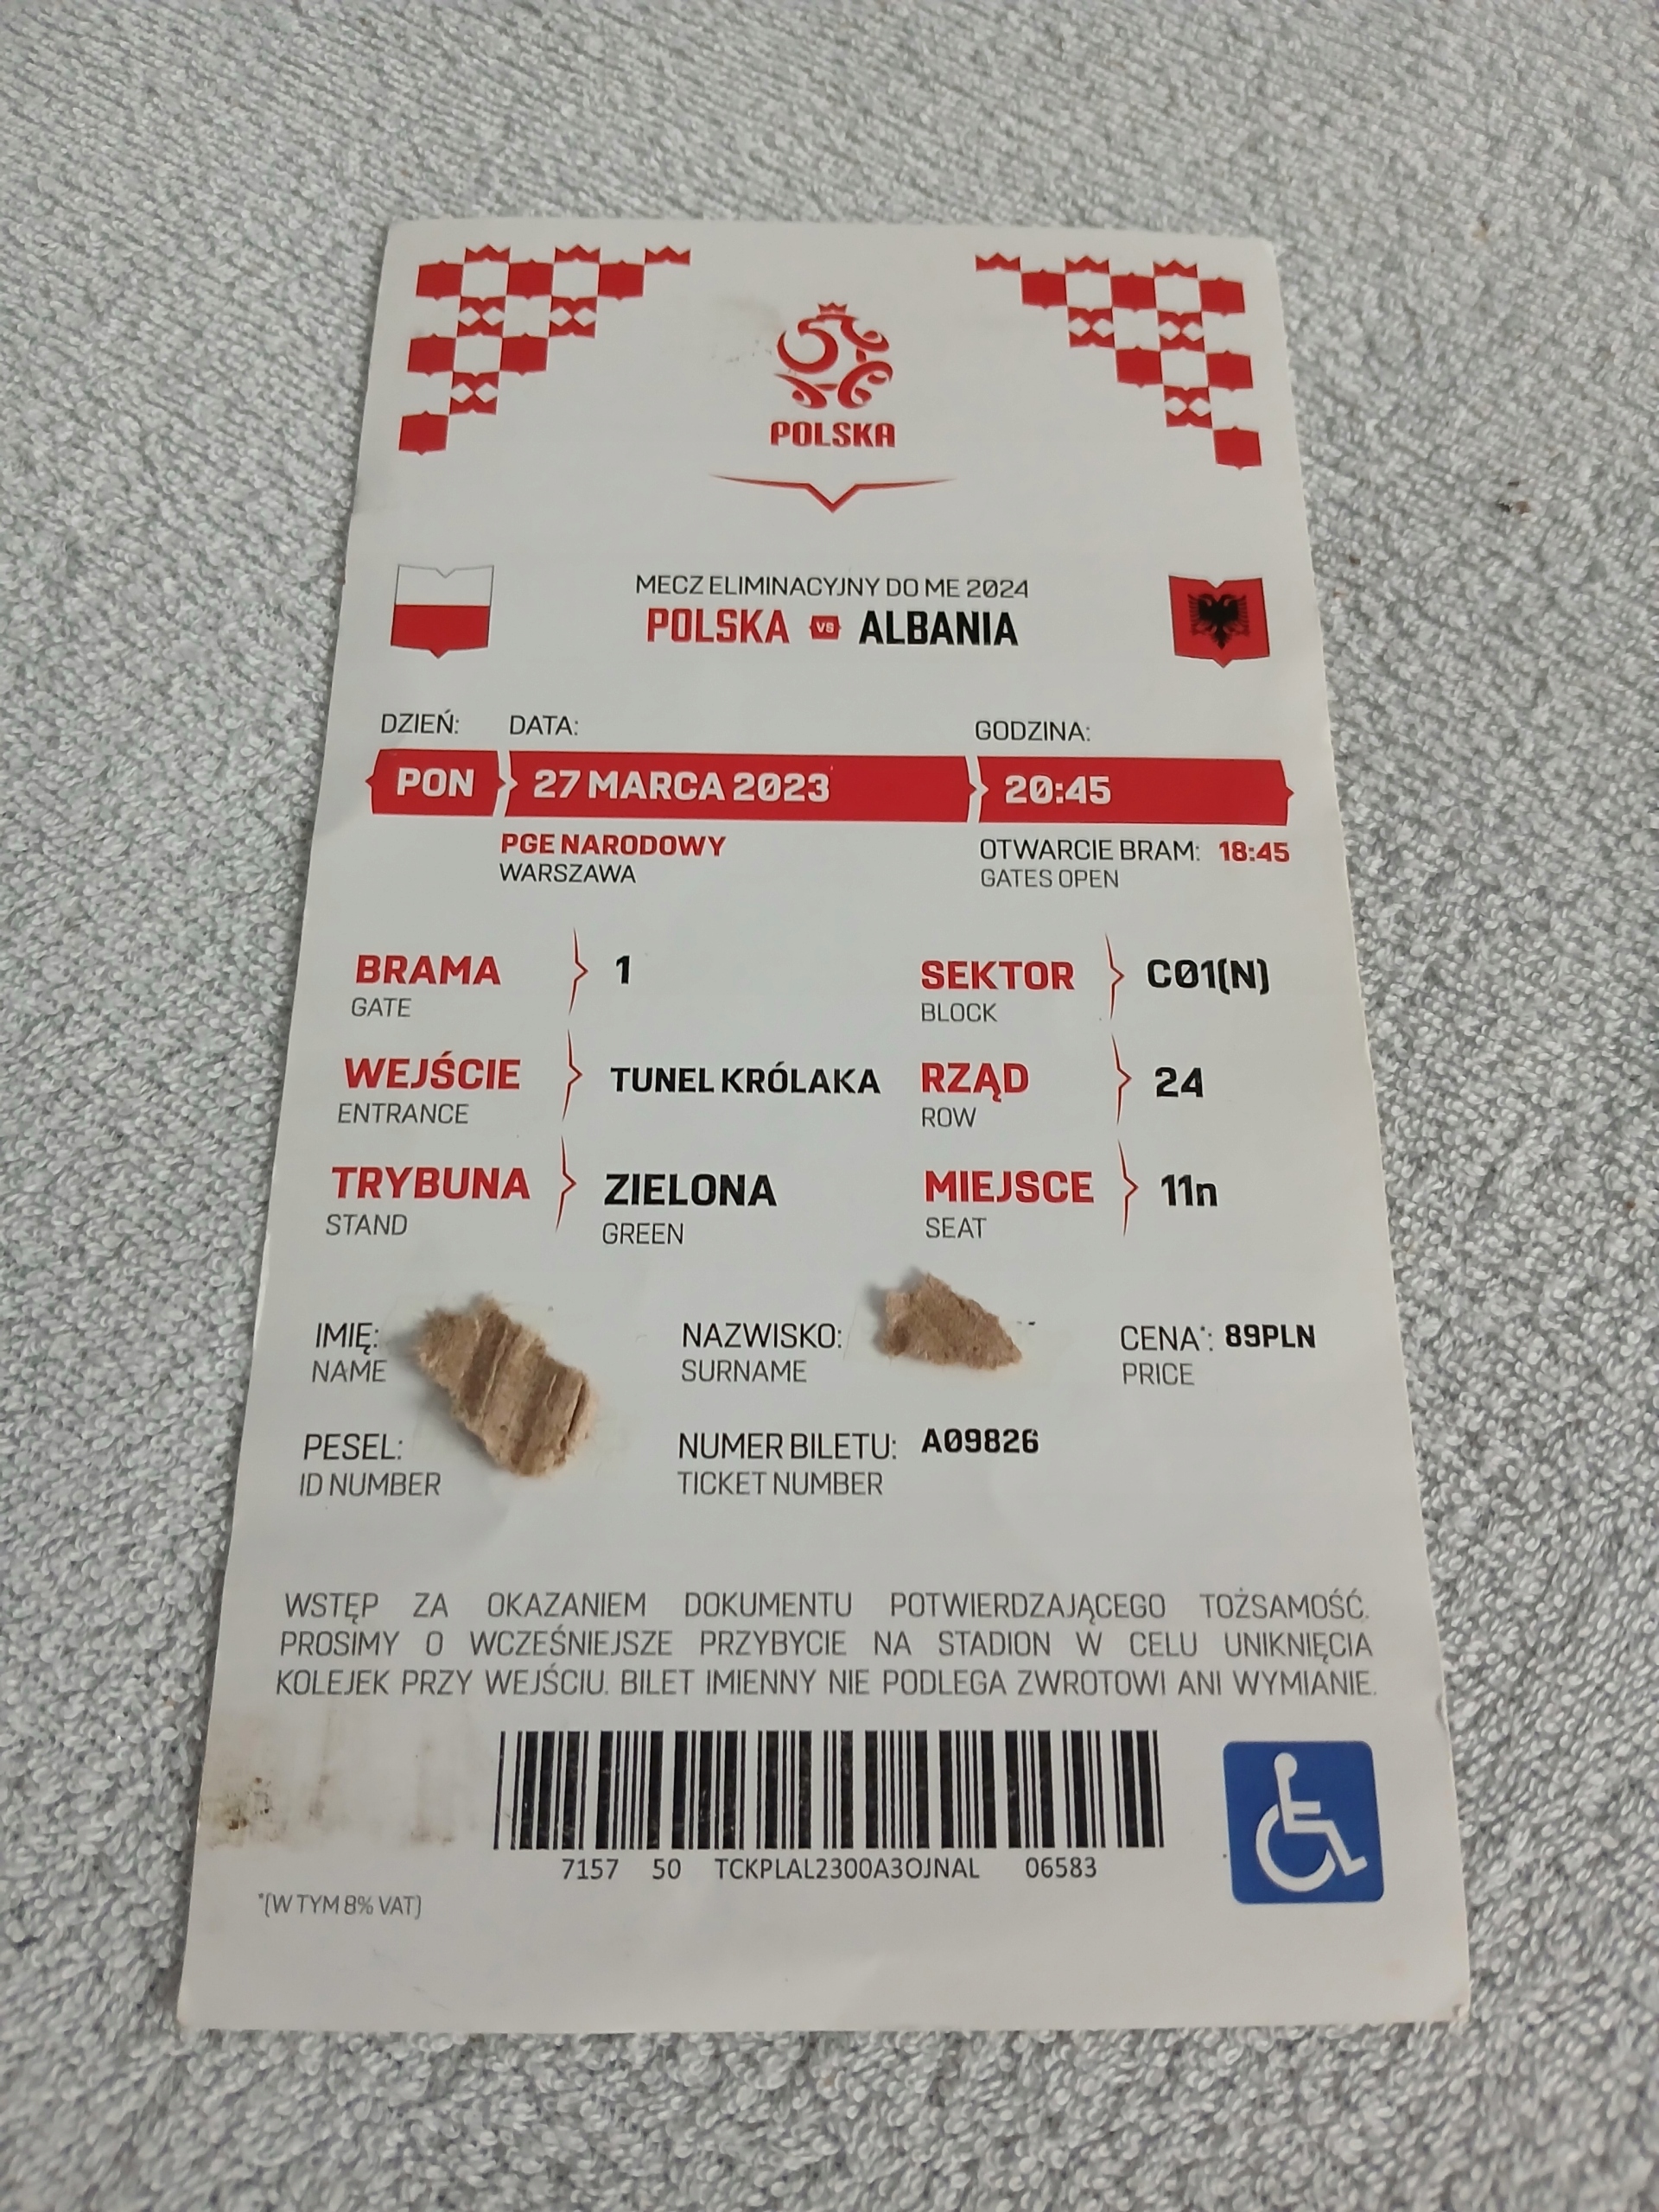 POLSKA
MECZ ELIMINACYJNY DO ME 2024
POLSKA VS ALBANIA
DZIEŃ: DATA: GODZINA:
PON 27 MARCA 2023 20:45
PGE NARODOWY OTWARCIE BRAM: 18:45
WARSZAWA GATES OPEN
BRAMA 1 SEKTOR C01(N)
GATE BLOCK
WEJŚCIE TUNEL KRÓLAKA RZĄD 24
ENTRANCE ROW
TRYBUNA ZIELONA MIEJSCE 11n
STAND GREEN SEAT
IMIĘ: NAZWISKO: CENA*: 89PLN
NAME SURNAME PRICE
PESEL: NUMER BILETU: A09826
ID NUMBER TICKET NUMBER
WSTĘP ZA OKAZANIEM DOKUMENTU POTWIERDZAJĄCEGO TOŻSAMOŚĆ.
PROSIMY O WCZEŚNIEJSZE PRZYBYCIE NA STADION W CELU UNIKNIĘCIA
KOLEJEK PRZY WEJŚCIU. BILET IMIENNY NIE PODLEGA ZWROTOWI ANI WYMIANIE.
7157 50 TCKPLAL2300A3OJNAL 06583
*(W TYM 8% VAT)